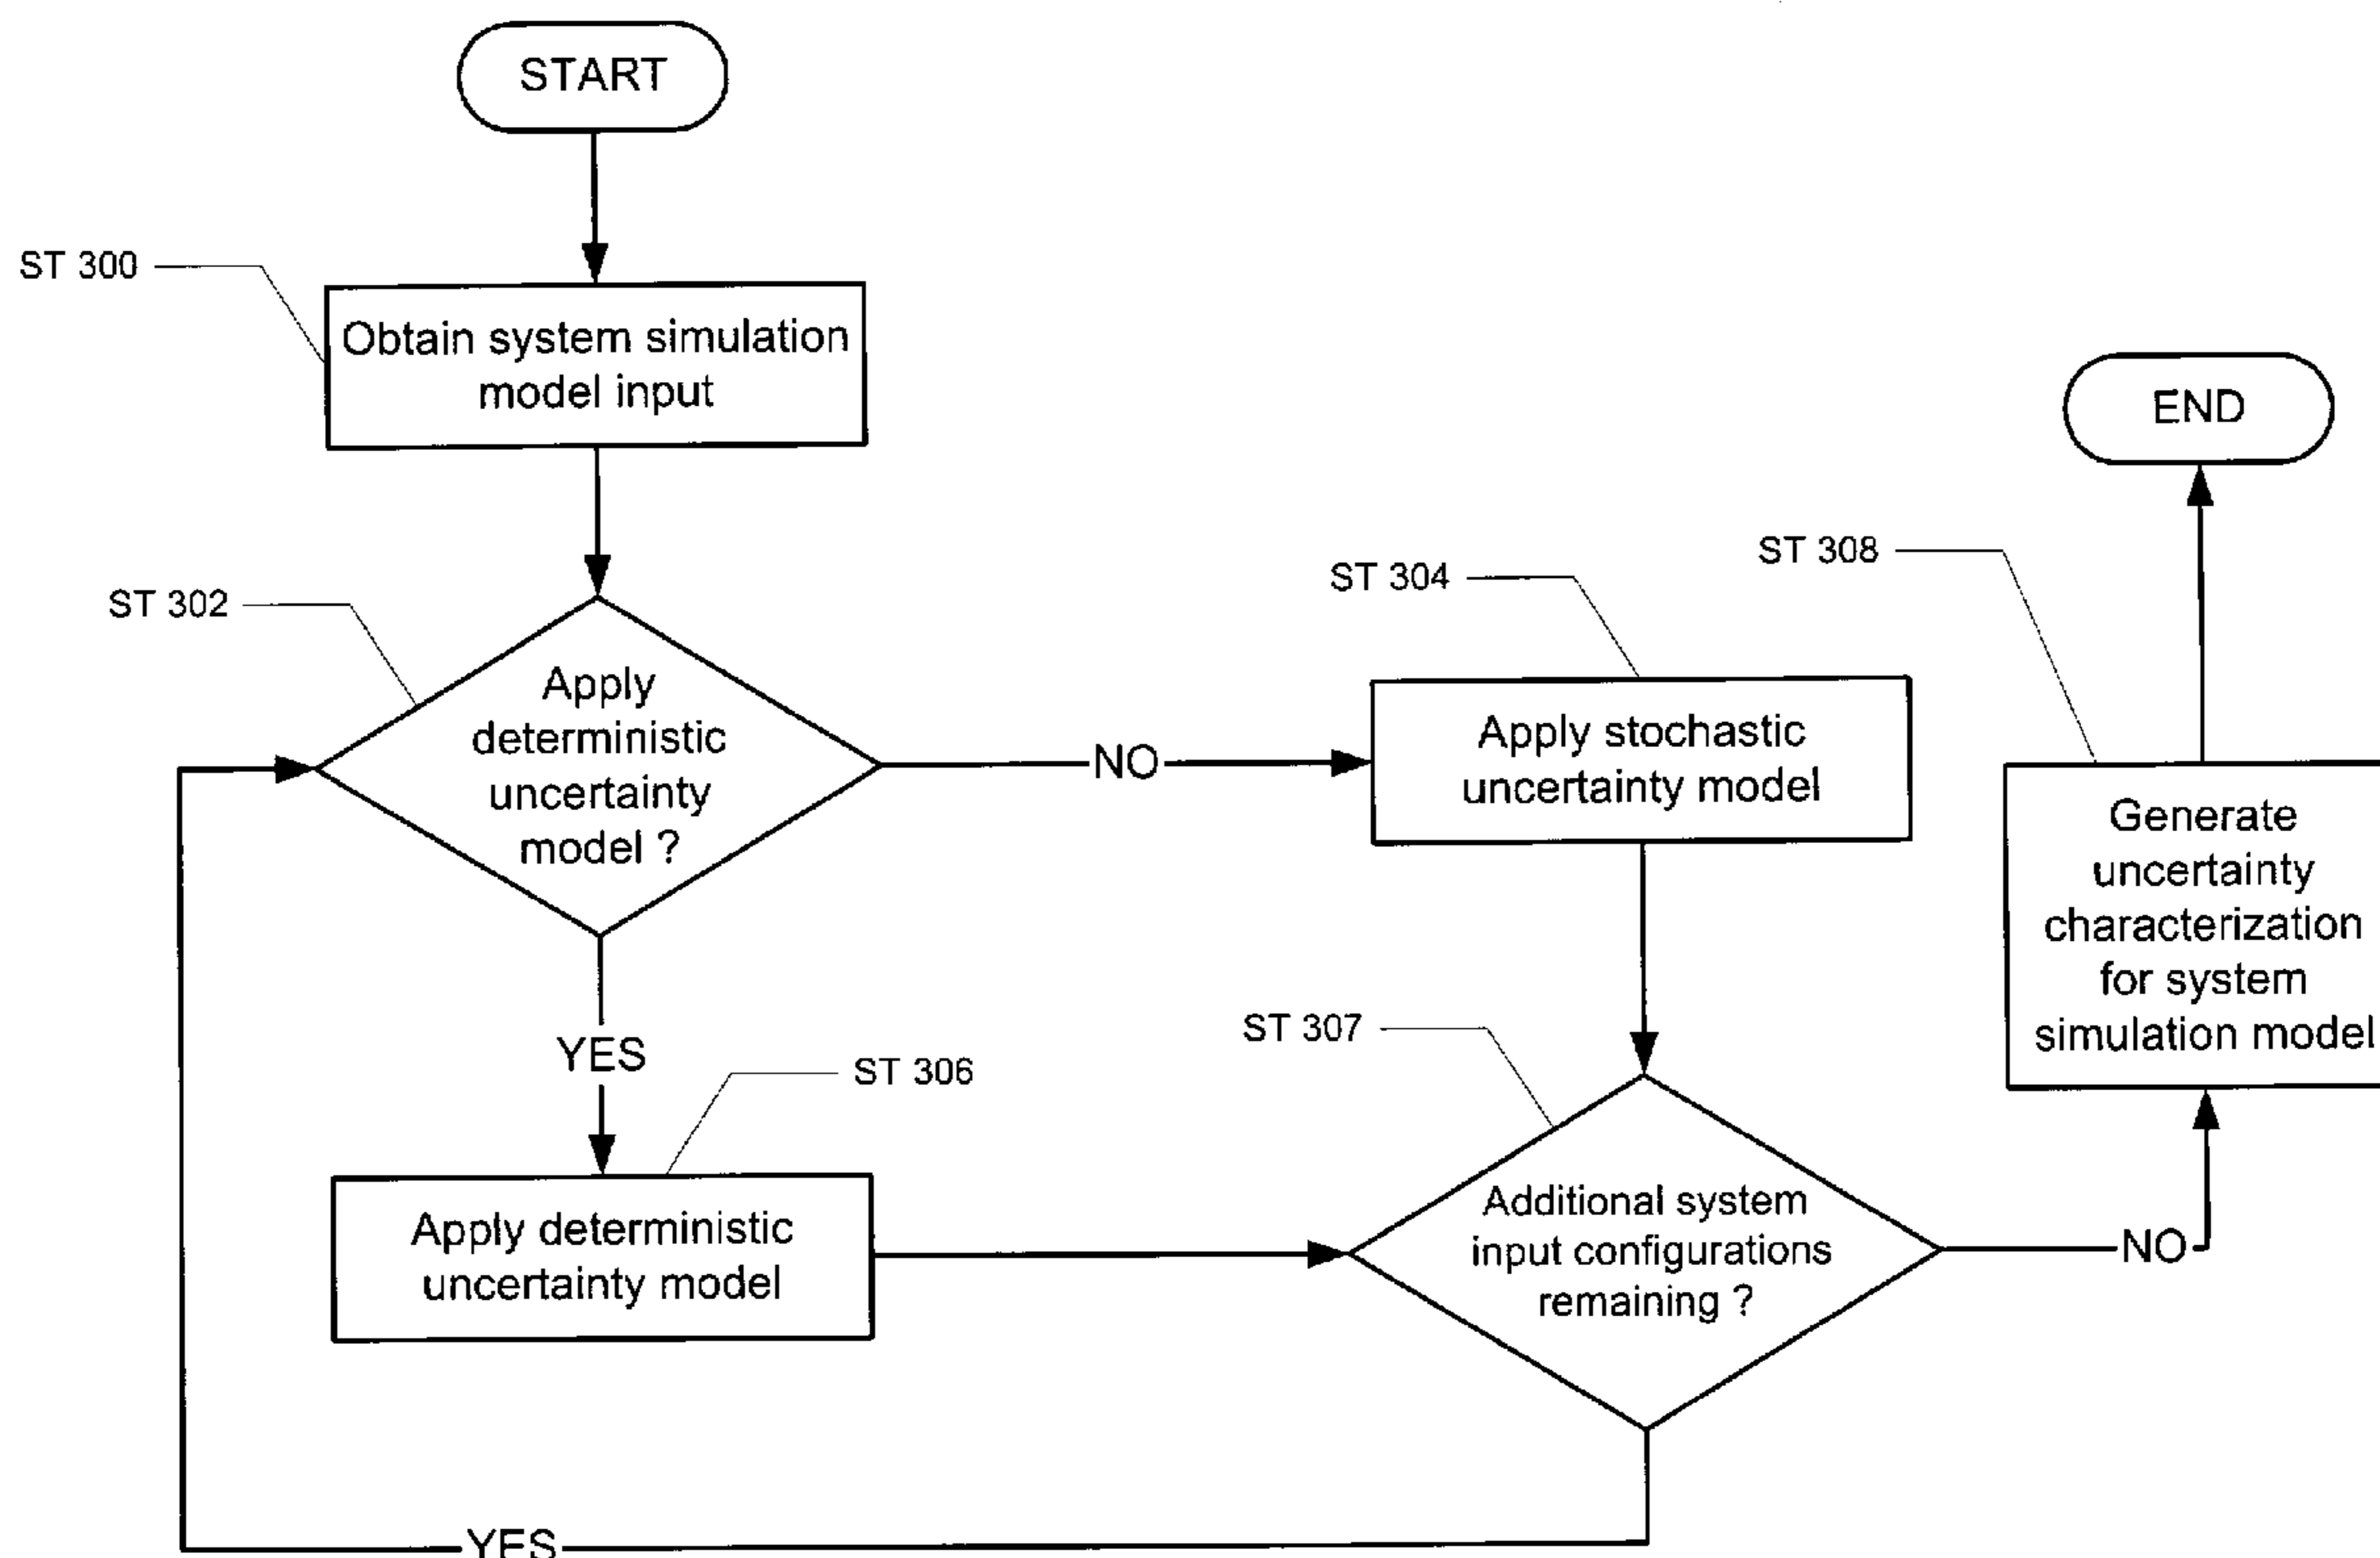 START
ST 300
Obtain system simulation
model input
END
ST 302
Apply
deterministic
uncertainty
model ?
NO
ST 304
Apply stochastic
uncertainty model
ST 308
Generate
uncertainty
characterization
for system
simulation model
YES
ST 306
Apply deterministic
uncertainty model
ST 307
Additional system
input configurations
remaining ?
NO
YES